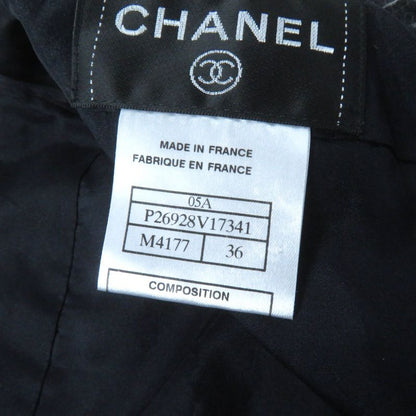 CHANEL
MADE IN FRANCE
FABRIQUE EN FRANCE
05A
P26928V17341
M4177 36
COMPOSITION